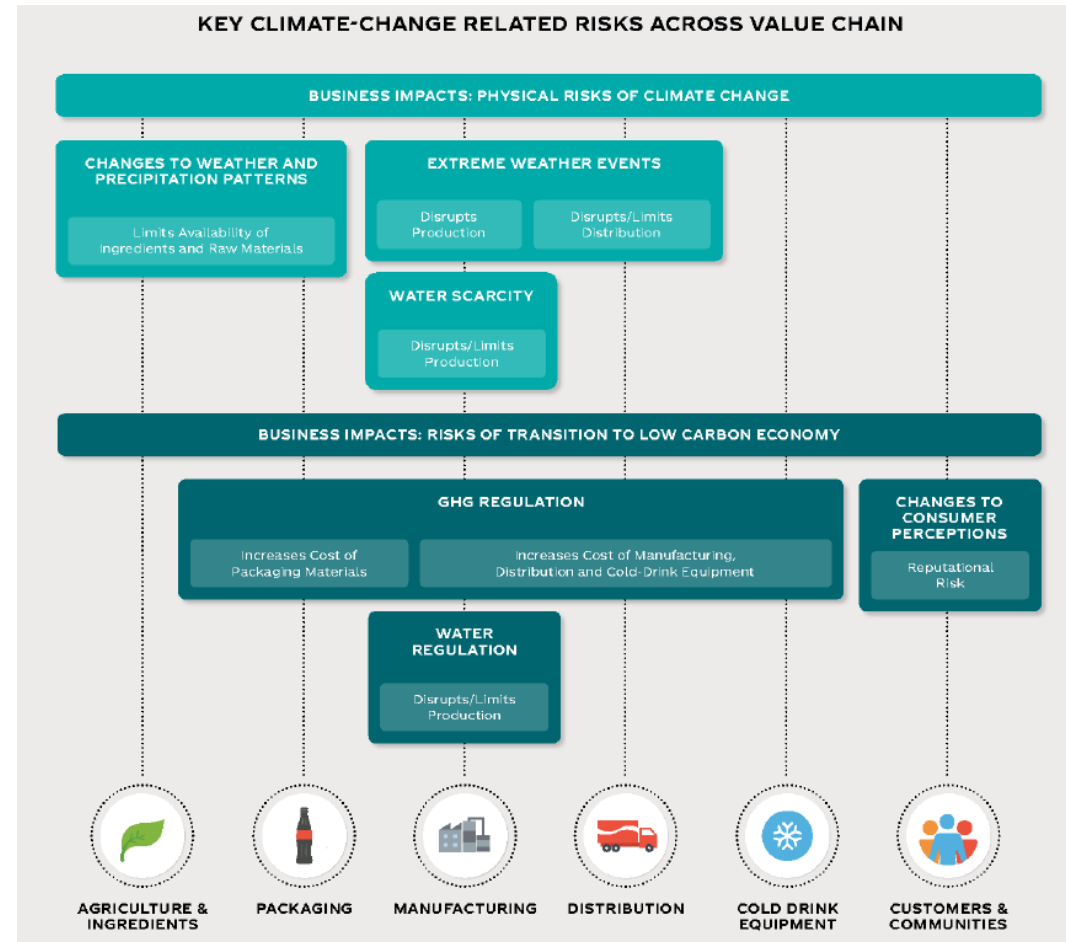 KEY CLIMATE-CHANGE RELATED RISKS ACROSS VALUE CHAIN
BUSINESS IMPACTS: PHYSICAL RISKS OF CLIMATE CHANGE
CHANGES TO WEATHER AND
PRECIPITATION PATTERNS
Limits Availability of
Ingredients and Raw Materials
EXTREME WEATHER EVENTS
Disrupts
Production
Disrupts/Limits
Distribution
WATER SCARCITY
Disrupts/Limits
Production
BUSINESS IMPACTS: RISKS OF TRANSITION TO LOW CARBON ECONOMY
GHG REGULATION
Increases Cost of
Packaging Materials
Increases Cost of Manufacturing,
Distribution and Cold-Drink Equipment
CHANGES TO
CONSUMER
PERCEPTIONS
Reputational
Risk
WATER
REGULATION
Disrupts/Limits
Production
AGRICULTURE &
INGREDIENTS
PACKAGING
MANUFACTURING
DISTRIBUTION
COLD DRINK
EQUIPMENT
CUSTOMERS &
COMMUNITIES